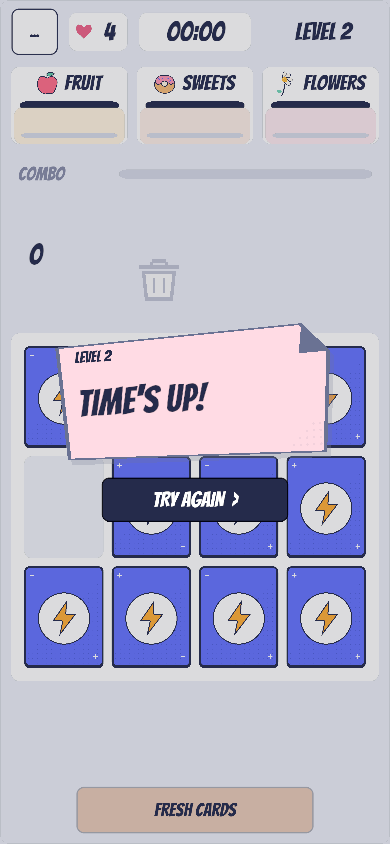 4
00:00
LEVEL 2
FRUIT
SWEETS
FLOWERS
COMBO
0
LEVEL 2
TIME'S UP!
TRY AGAIN >
FRESH CARDS